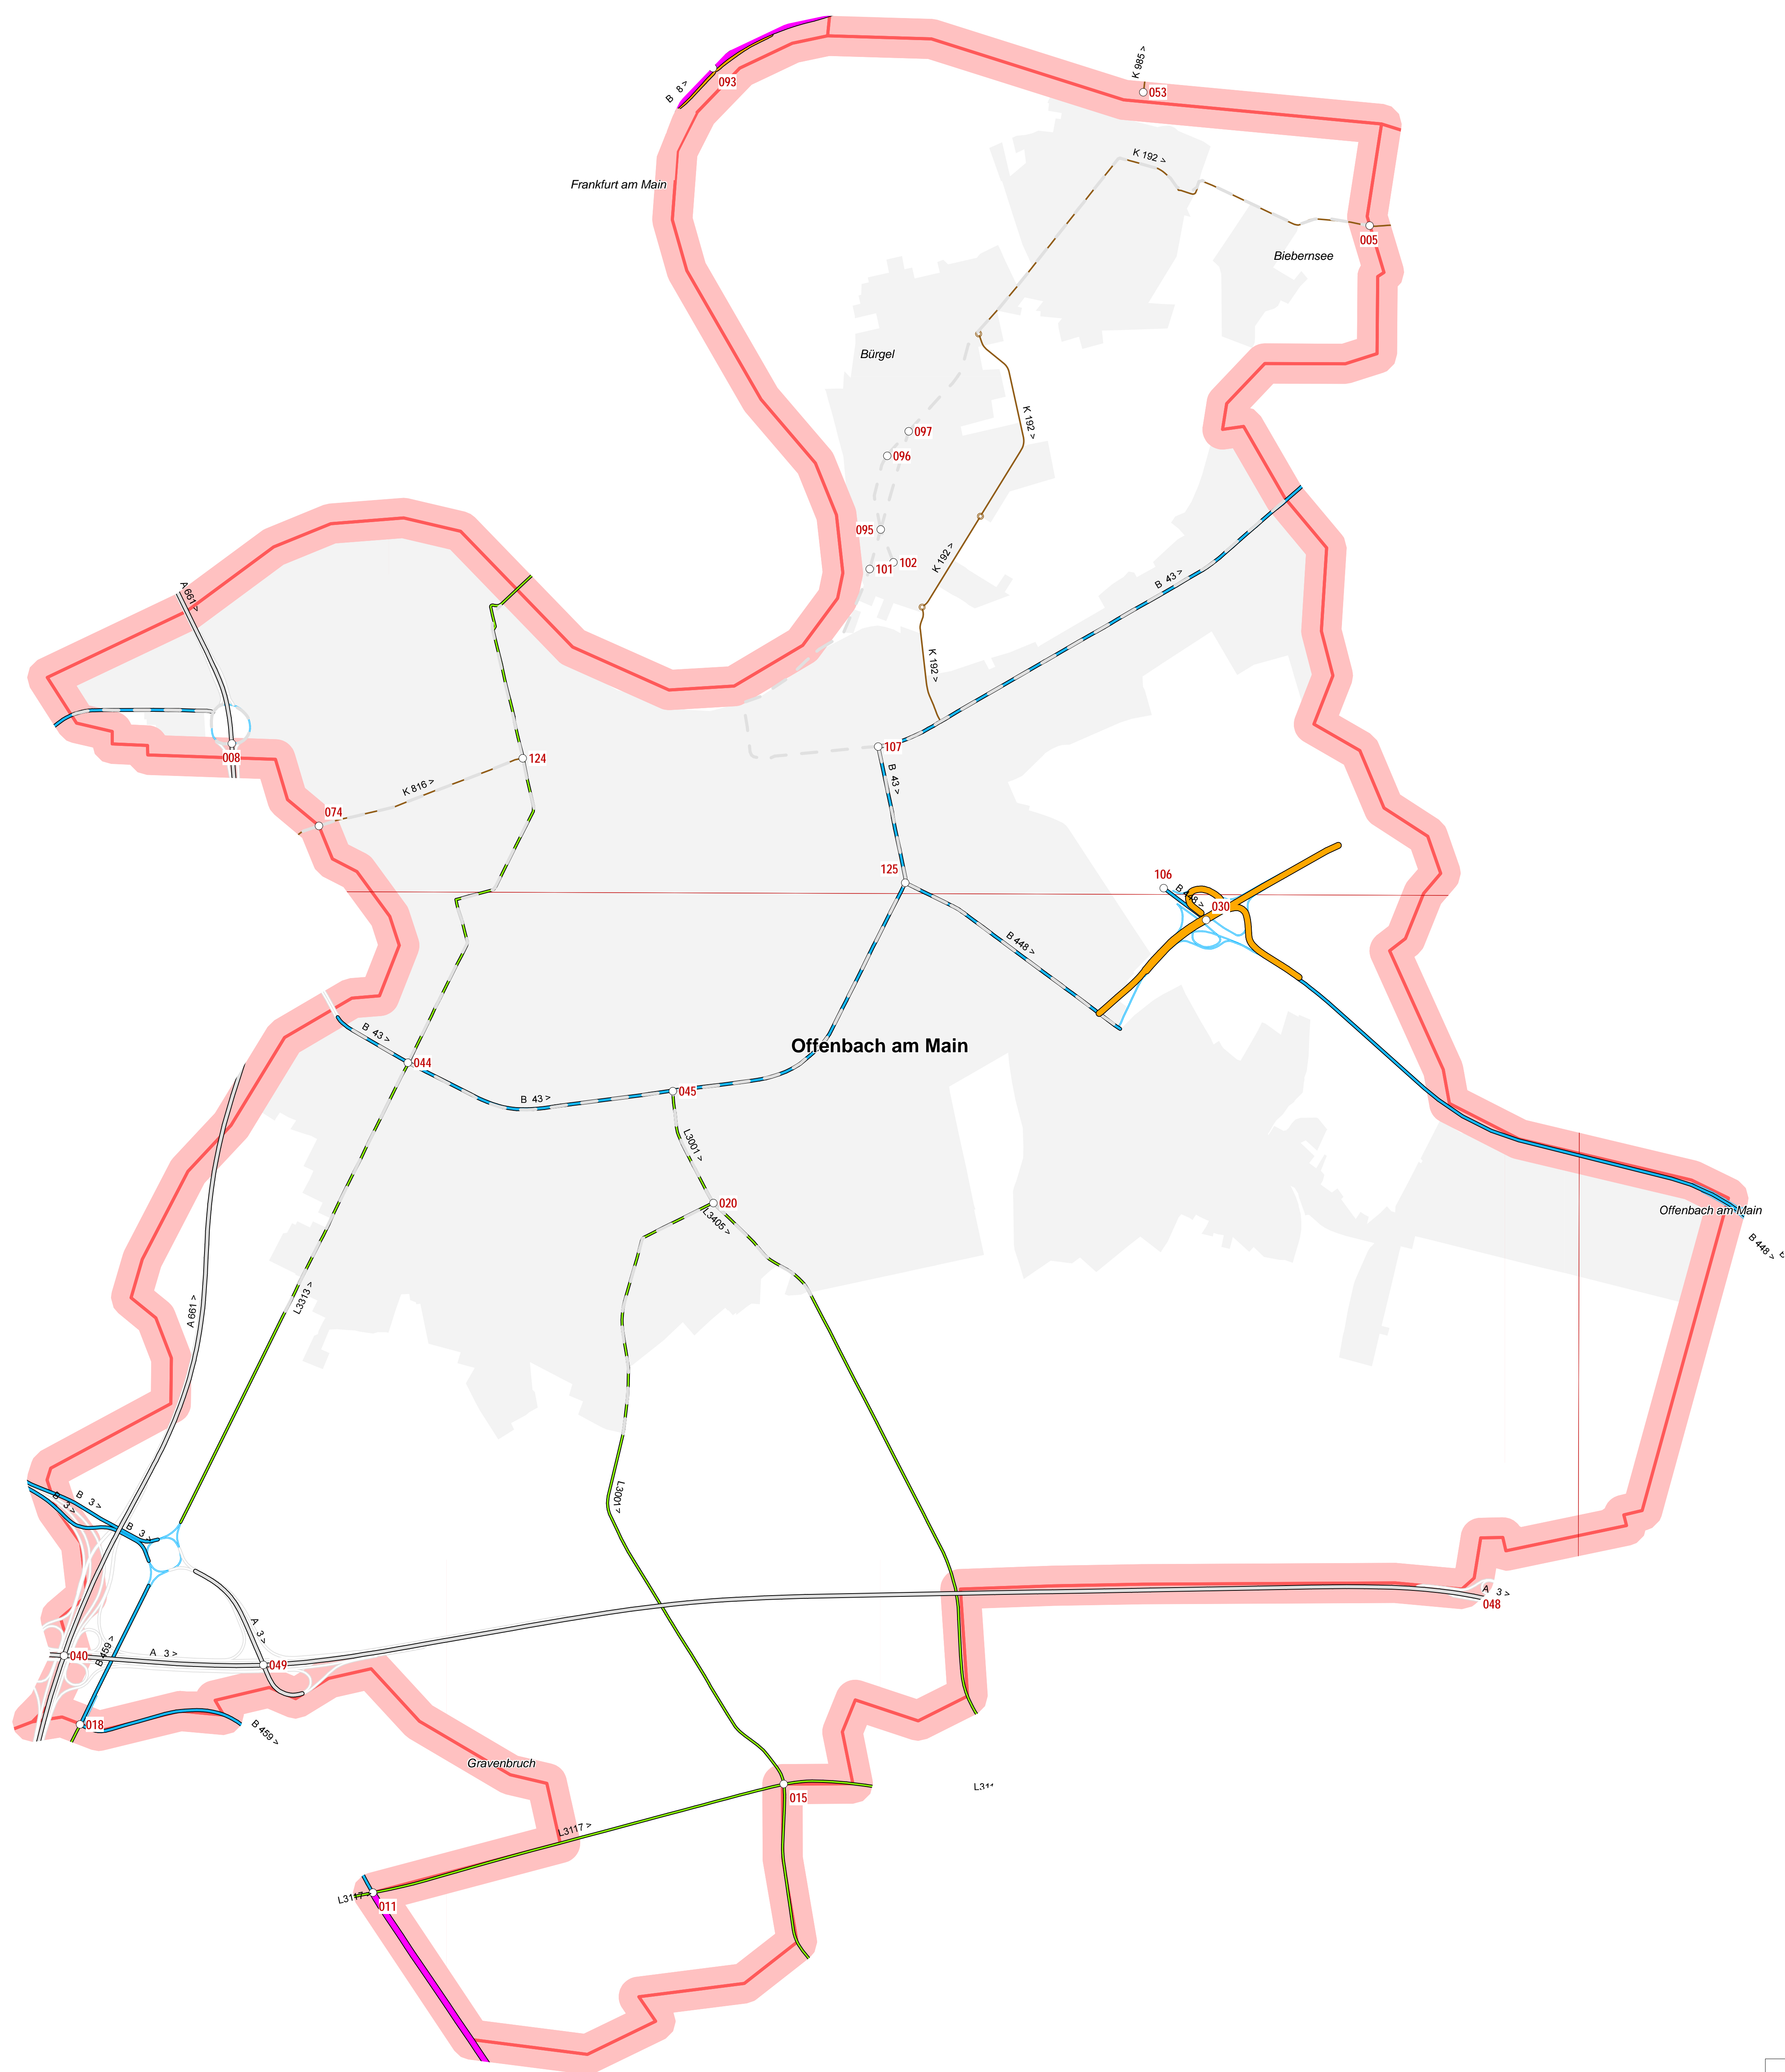 K 985 >
093
B 8 >
053
K 192 >
Frankfurt am Main
005
Biebernsee
Bürgel
K 192 >
097
096
095
102
101
K 192 >
B 43 >
A 661 >
K 192 >
107
008
124
B 43 >
K 816 >
074
125
106
B 448 >
030
B 448 >
B 43 >
Offenbach am Main
044
045
B 43 >
L3001 >
020
L3405 >
Offenbach am Main
B 448 >
B
L3313 >
A 661 >
B 3 >
B 3 >
B 3 >
L3001 >
A 3 >
048
A 3 >
B 459 >
040
A 3 >
049
018
B 459 >
Gravenbruch
015
L311
L3117 >
L3117 >
011